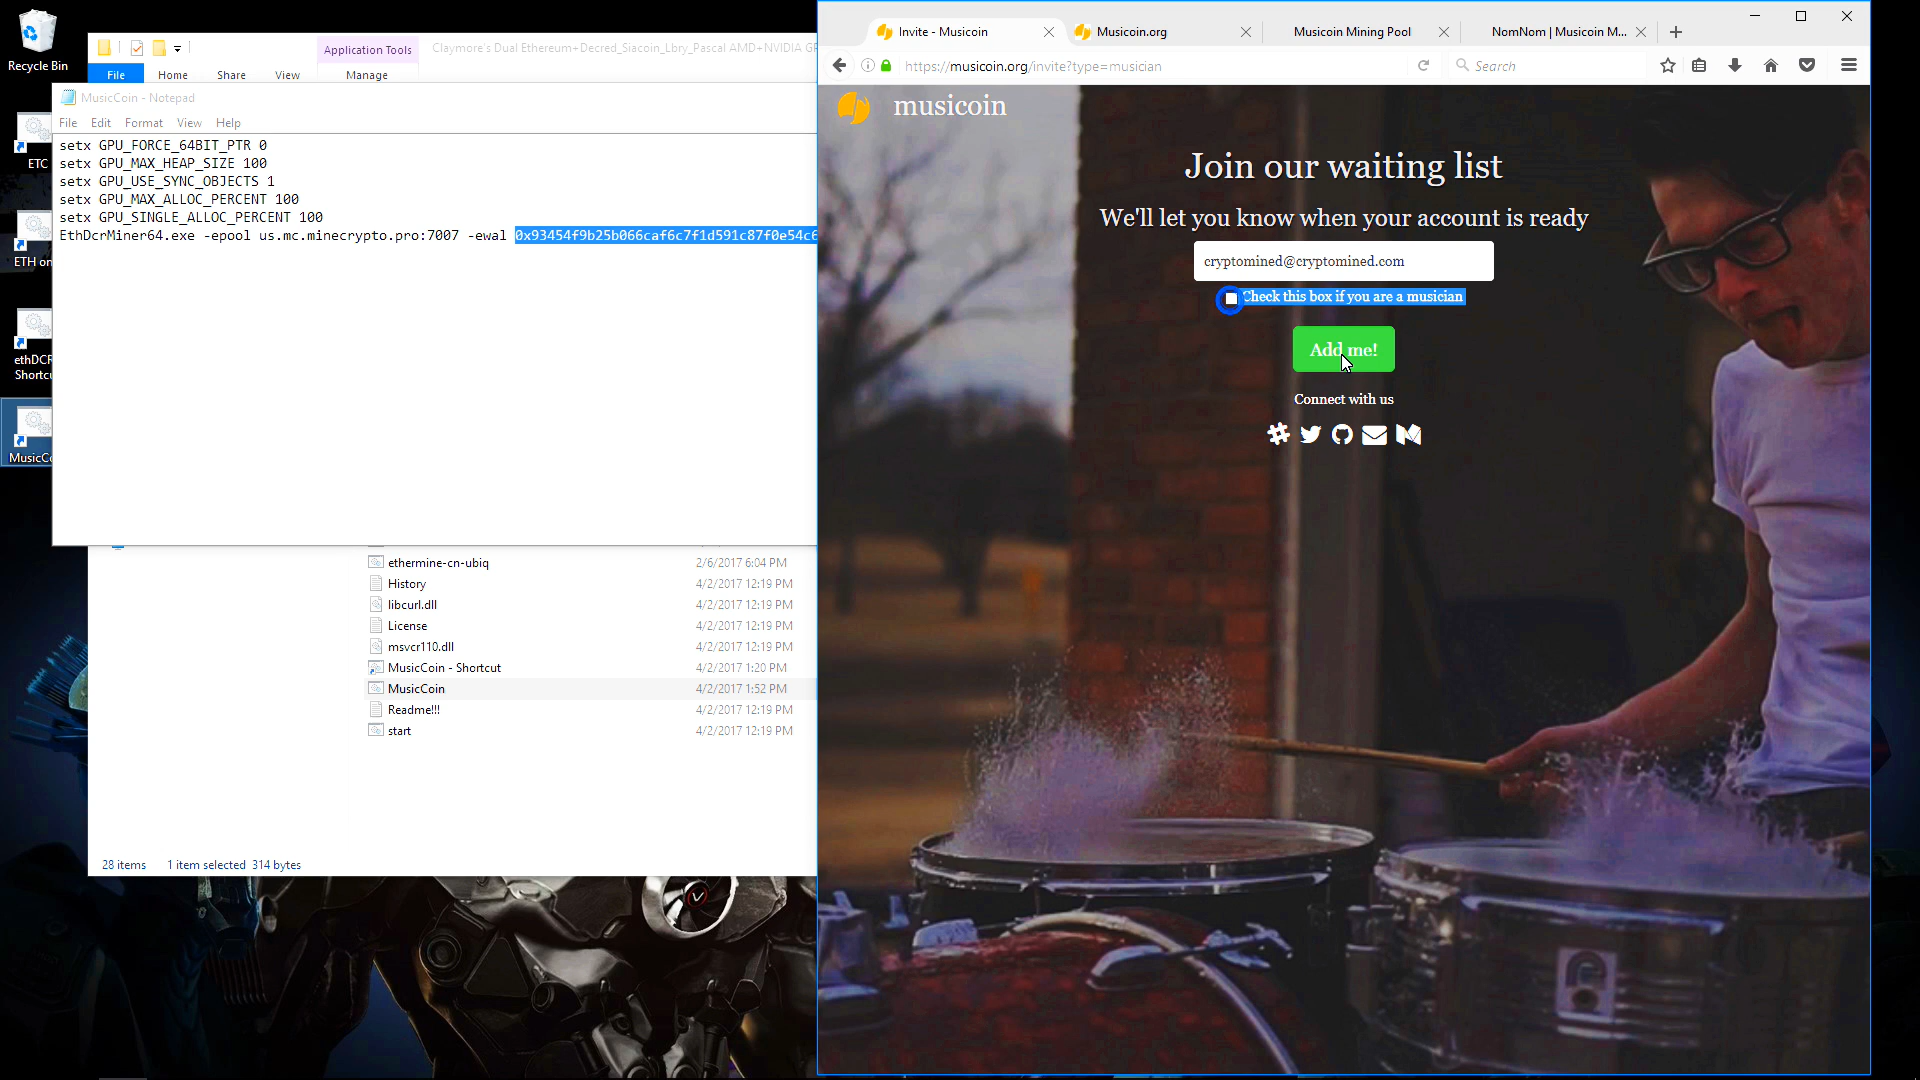 Recycle Bin
ETC
ETH on
ethDCR
Shortcu
MusicCo
Application Tools
Claymore's Dual Ethereum+Decred_Siacoin_Lbry_Pascal AMD+NVIDIA GP
File Home Share View Manage
MusicCoin - Notepad
File Edit Format View Help
setx GPU_FORCE_64BIT_PTR 0
setx GPU_MAX_HEAP_SIZE 100
setx GPU_USE_SYNC_OBJECTS 1
setx GPU_MAX_ALLOC_PERCENT 100
setx GPU_SINGLE_ALLOC_PERCENT 100
EthDcrMiner64.exe -epool us.mc.minecrypto.pro:7007 -ewal 0x93454f9b25b066caf6c7f1d591c87f0e54c6
ethermine-cn-ubiq 2/6/2017 6:04 PM
History 4/2/2017 12:19 PM
libcurl.dll 4/2/2017 12:19 PM
License 4/2/2017 12:19 PM
msvcr110.dll 4/2/2017 12:19 PM
MusicCoin - Shortcut 4/2/2017 1:20 PM
MusicCoin 4/2/2017 1:52 PM
Readme!!! 4/2/2017 12:19 PM
start 4/2/2017 12:19 PM
28 items 1 item selected 314 bytes
Invite - Musicoin Musicoin.org Musicoin Mining Pool NomNom | Musicoin M...
https://musicoin.org/invite?type=musician
Search
musicoin
Join our waiting list
We'll let you know when your account is ready
cryptomined@cryptomined.com
Check this box if you are a musician
Add me!
Connect with us